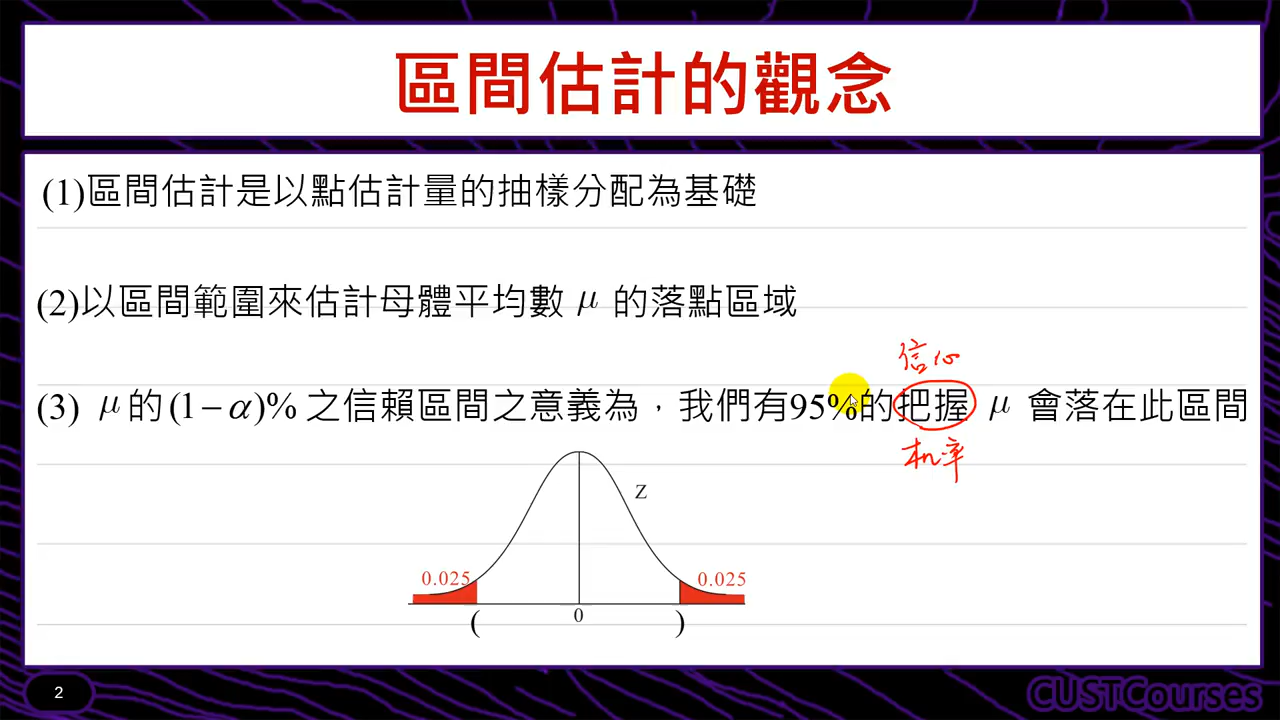 區間估計的觀念
(1)區間估計是以點估計量的抽樣分配為基礎
(2)以區間範圍來估計母體平均數 μ 的落點區域
信心
(3) μ 的 (1−α)% 之信賴區間之意義為，我們有95%的把握 μ 會落在此區間
机率
Z
0.025 0.025
( 0 )
2
CUSTCourses